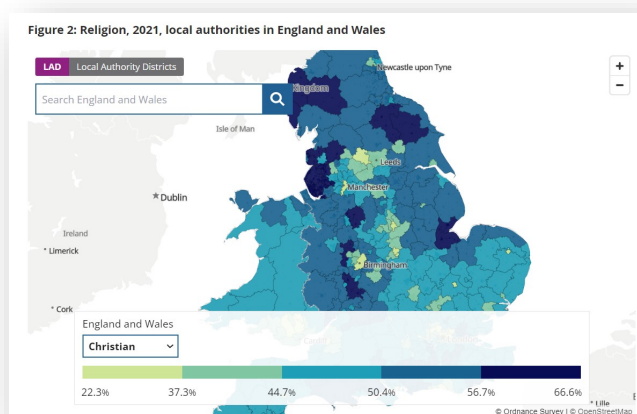 Figure 2: Religion, 2021, local authorities in England and Wales
LAD Local Authority Districts
Search England and Wales
+
−
Newcastle upon Tyne
Kingdom
Isle of Man
Leeds
Manchester
Dublin
Ireland
Limerick
Birmingham
Cork
England and Wales
Christian
22.3% 37.3% 44.7% 50.4% 56.7% 66.6%
Lille
© Ordnance Survey | © OpenStreetMap